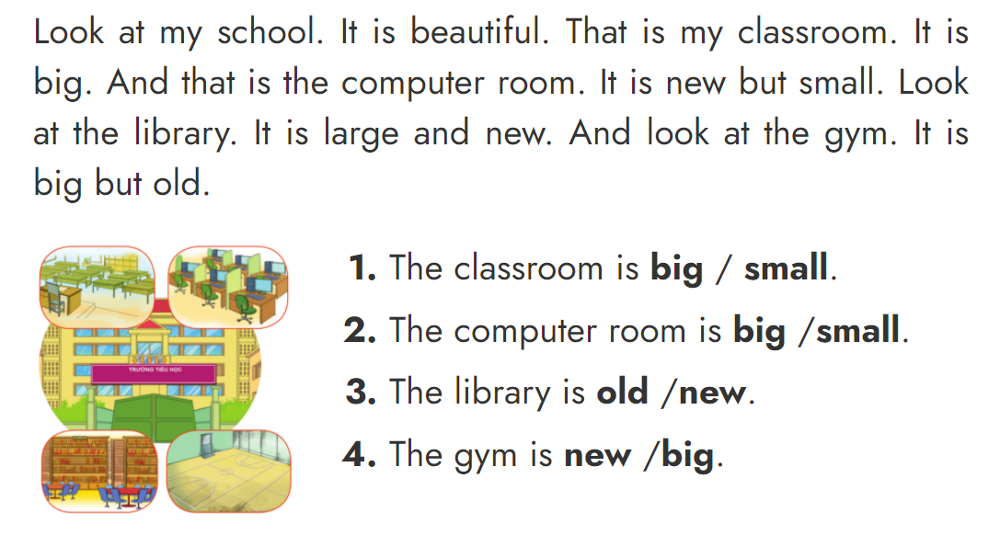 Look at my school. It is beautiful. That is my classroom. It is
big. And that is the computer room. It is new but small. Look
at the library. It is large and new. And look at the gym. It is
big but old.
TRƯỜNG TIỂU HỌC
1. The classroom is big / small.
2. The computer room is big /small.
3. The library is old /new.
4. The gym is new /big.